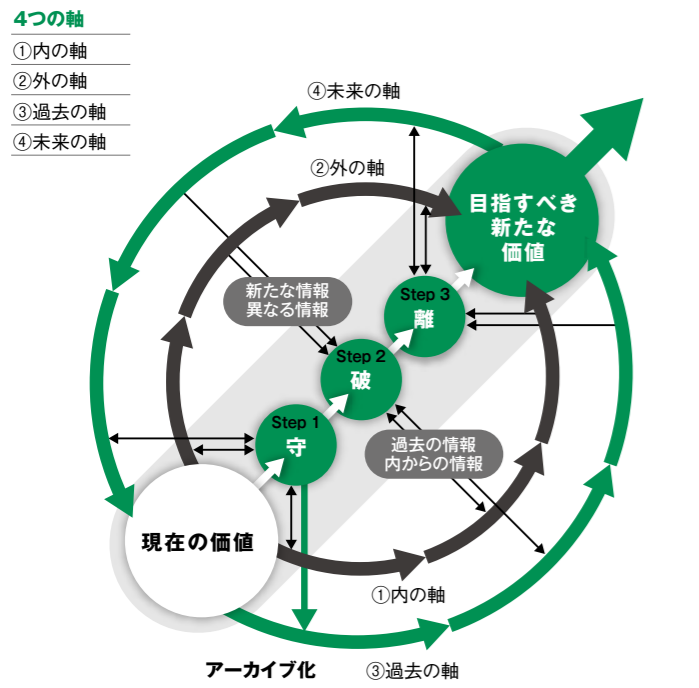 4つの軸
①内の軸
②外の軸
③過去の軸
④未来の軸
④未来の軸
②外の軸
目指すべき
新たな
価値
新たな情報
異なる情報
Step 3
離
Step 2
破
Step 1
守
過去の情報
内からの情報
現在の価値
①内の軸
アーカイブ化
③過去の軸